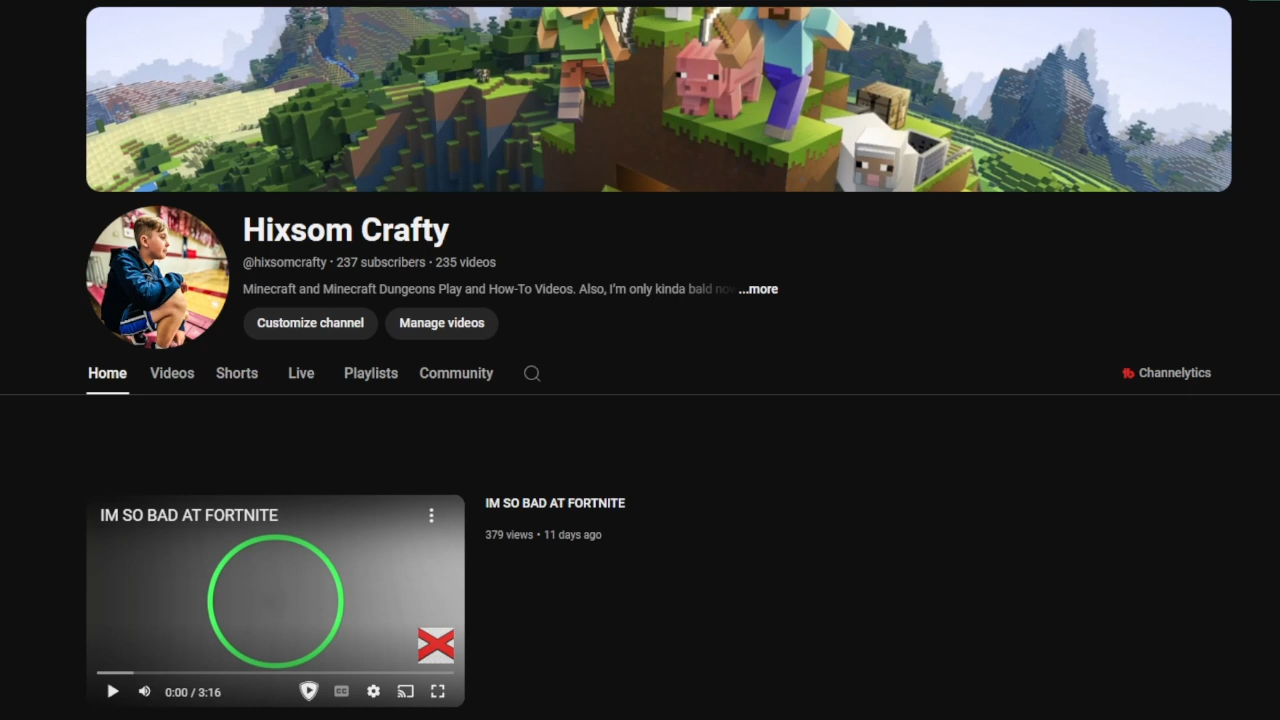 Hixsom Crafty
@hixsomcrafty · 237 subscribers · 235 videos
Minecraft and Minecraft Dungeons Play and How-To Videos. Also, I'm only kinda bald now ...more
Customize channel Manage videos
Home Videos Shorts Live Playlists Community Channelytics
IM SO BAD AT FORTNITE
IM SO BAD AT FORTNITE
379 views • 11 days ago
0:00 / 3:16 CC